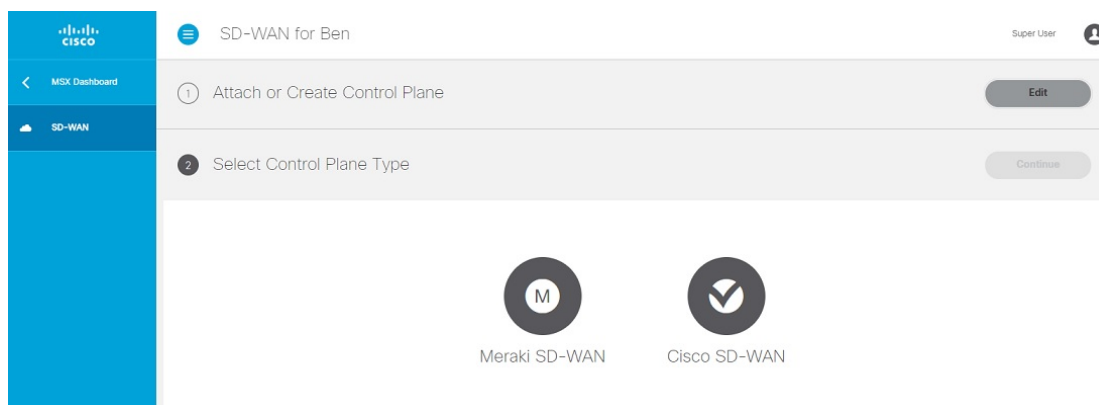 CISCO
SD-WAN for Ben
Super User
MSX Dashboard
1 Attach or Create Control Plane
Edit
SD-WAN
2 Select Control Plane Type
Continue
M
Meraki SD-WAN
Cisco SD-WAN